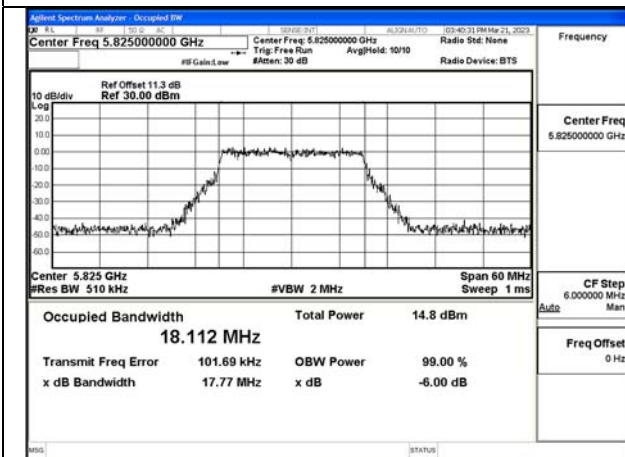 Agilent Spectrum Analyzer - Occupied BW
RL RF 50 Ω AC SENSE:INT ALIGNAUTO 03:40:31 PM Mar 21, 2023
Center Freq 5.825000000 GHz
Center Freq: 5.825000000 GHz
Radio Std: None
Trig: Free Run Avg|Hold: 10/10
#IFGain:Low #Atten: 30 dB Radio Device: BTS
Ref Offset 11.3 dB
10 dB/div Ref 30.00 dBm
Log
20.0
10.0
0.00
-10.0
-20.0
-30.0
-40.0
-50.0
-60.0
Center 5.825 GHz Span 60 MHz
#Res BW 510 kHz #VBW 2 MHz Sweep 1 ms
Occupied Bandwidth Total Power 14.8 dBm
18.112 MHz
Transmit Freq Error 101.69 kHz OBW Power 99.00 %
x dB Bandwidth 17.77 MHz x dB -6.00 dB
MSG STATUS
Frequency
Center Freq
5.825000000 GHz
CF Step
6.000000 MHz
Auto Man
Freq Offset
0 Hz